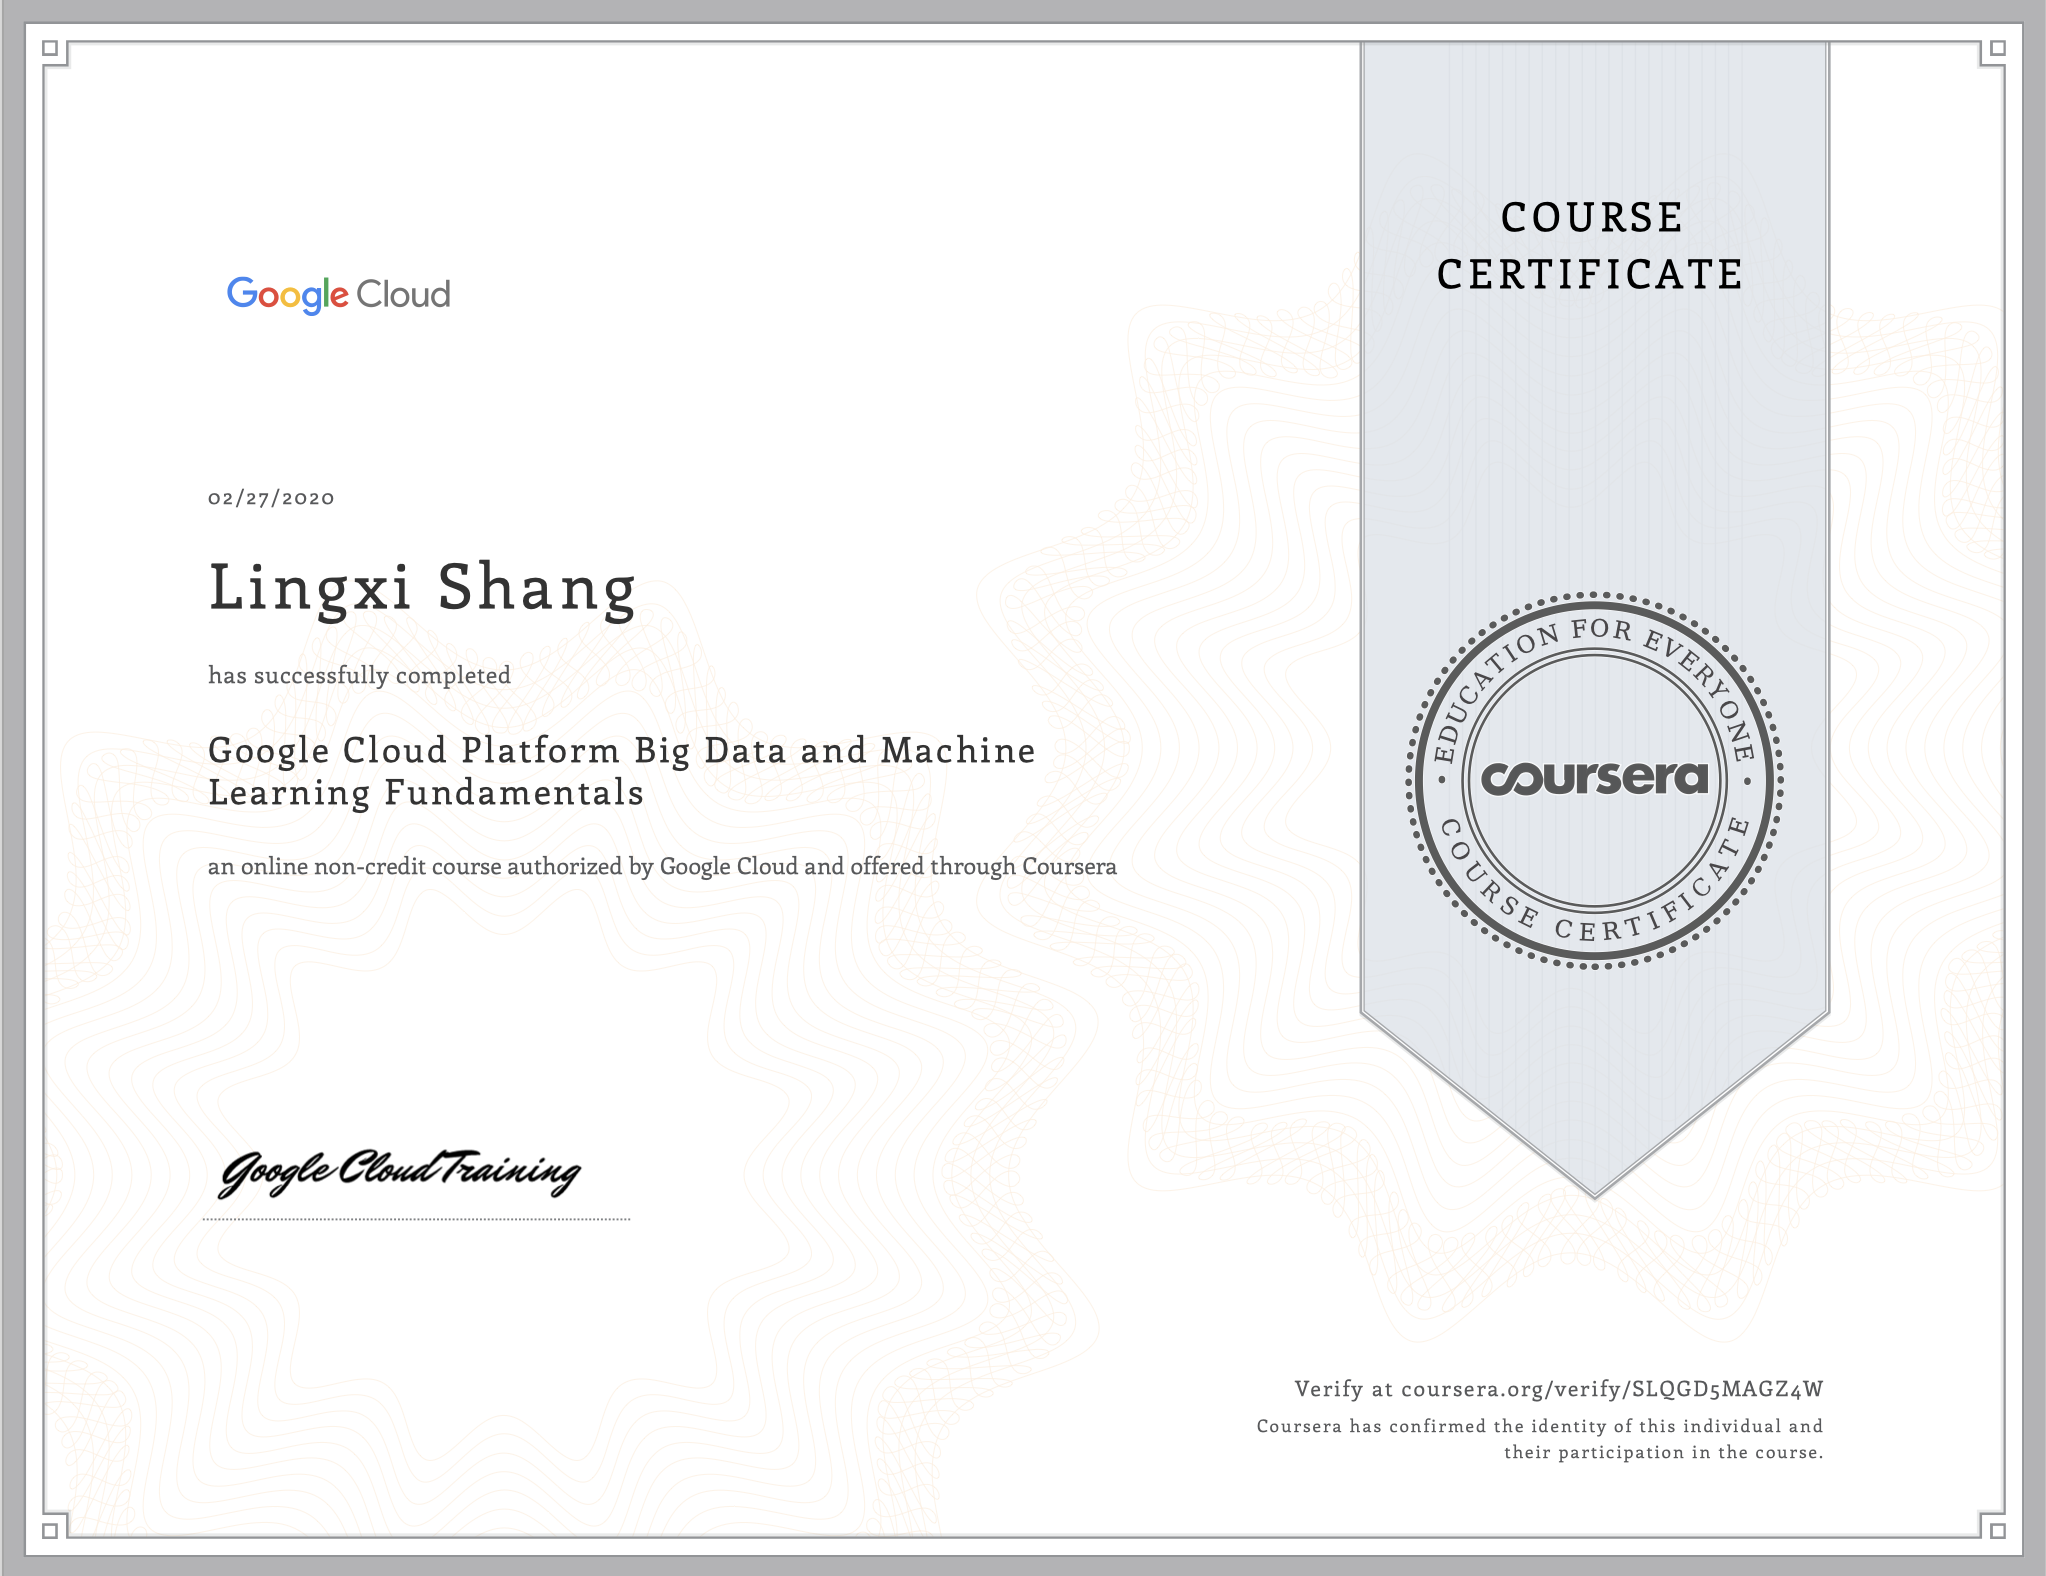 COURSE
CERTIFICATE
Google Cloud
02/27/2020
Lingxi Shang
has successfully completed
Google Cloud Platform Big Data and Machine
Learning Fundamentals
an online non-credit course authorized by Google Cloud and offered through Coursera
EDUCATION FOR EVERYONE
coursera
COURSE CERTIFICATE
Google Cloud Training
Verify at coursera.org/verify/SLQGD5MAGZ4W
Coursera has confirmed the identity of this individual and
their participation in the course.